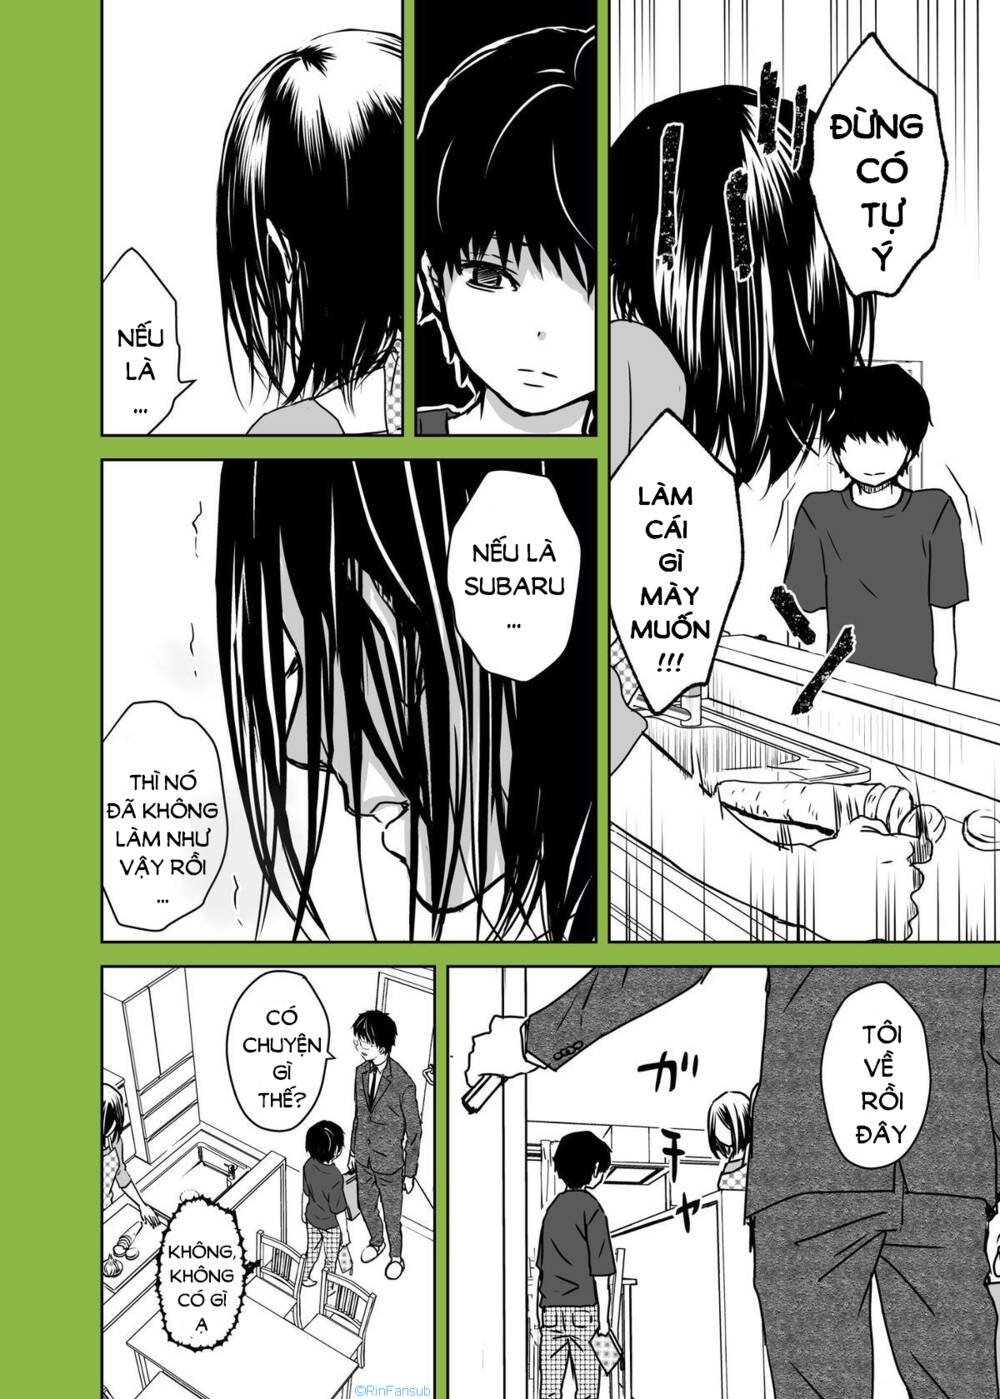 ĐỪNG
CÓ
TỰ
Ý
LÀM
CÁI
GÌ
MÀY
MUỐN
!!!
NẾU
LÀ
...
NẾU LÀ
SUBARU
...
THÌ NÓ
ĐÃ KHÔNG
LÀM NHƯ
VẬY RỒI
...
TÔI
VỀ
RỒI
ĐÂY
ガチャ
CÓ
CHUYỆN
GÌ
THẾ?
KHÔNG,
KHÔNG
CÓ GÌ
Ạ
©RinFansub